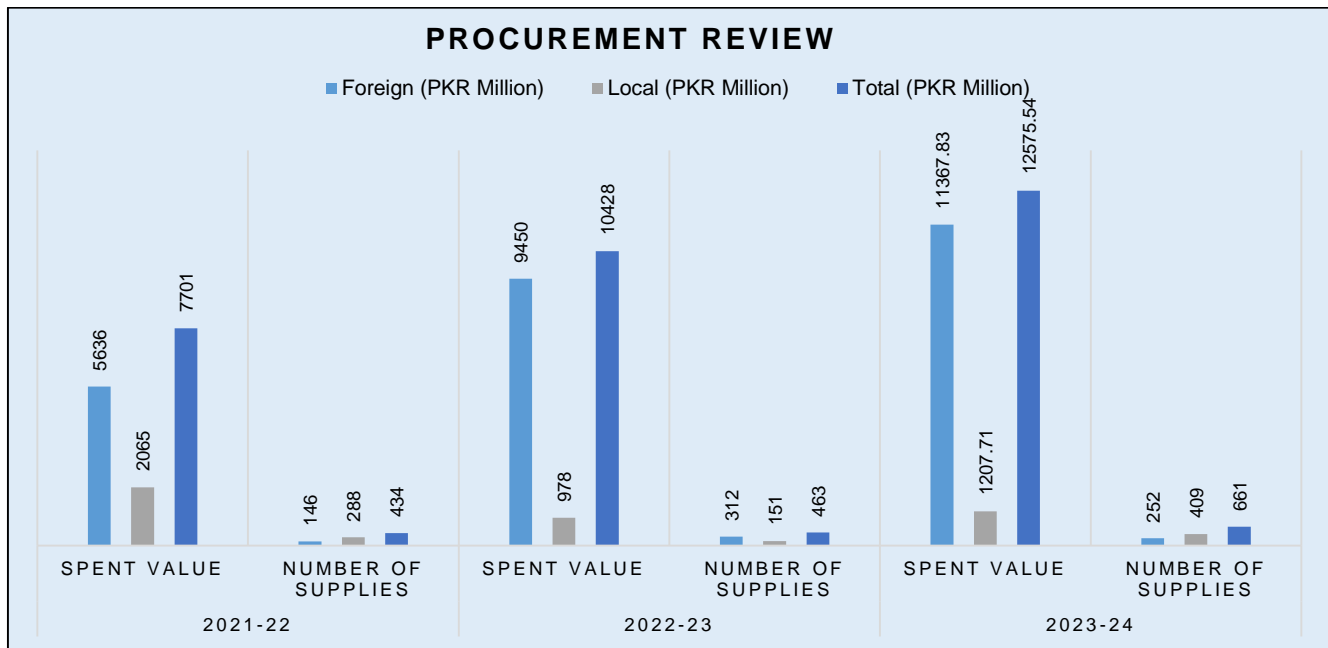 PROCUREMENT REVIEW
Foreign (PKR Million) Local (PKR Million) Total (PKR Million)
5636 2065 7701 146 288 434 9450 978 10428 312 151 463 11367.83 1207.71 12575.54 252 409 661
SPENT VALUE NUMBER OF SPENT VALUE NUMBER OF SPENT VALUE NUMBER OF
SUPPLIES SUPPLIES SUPPLIES
2021-22 2022-23 2023-24